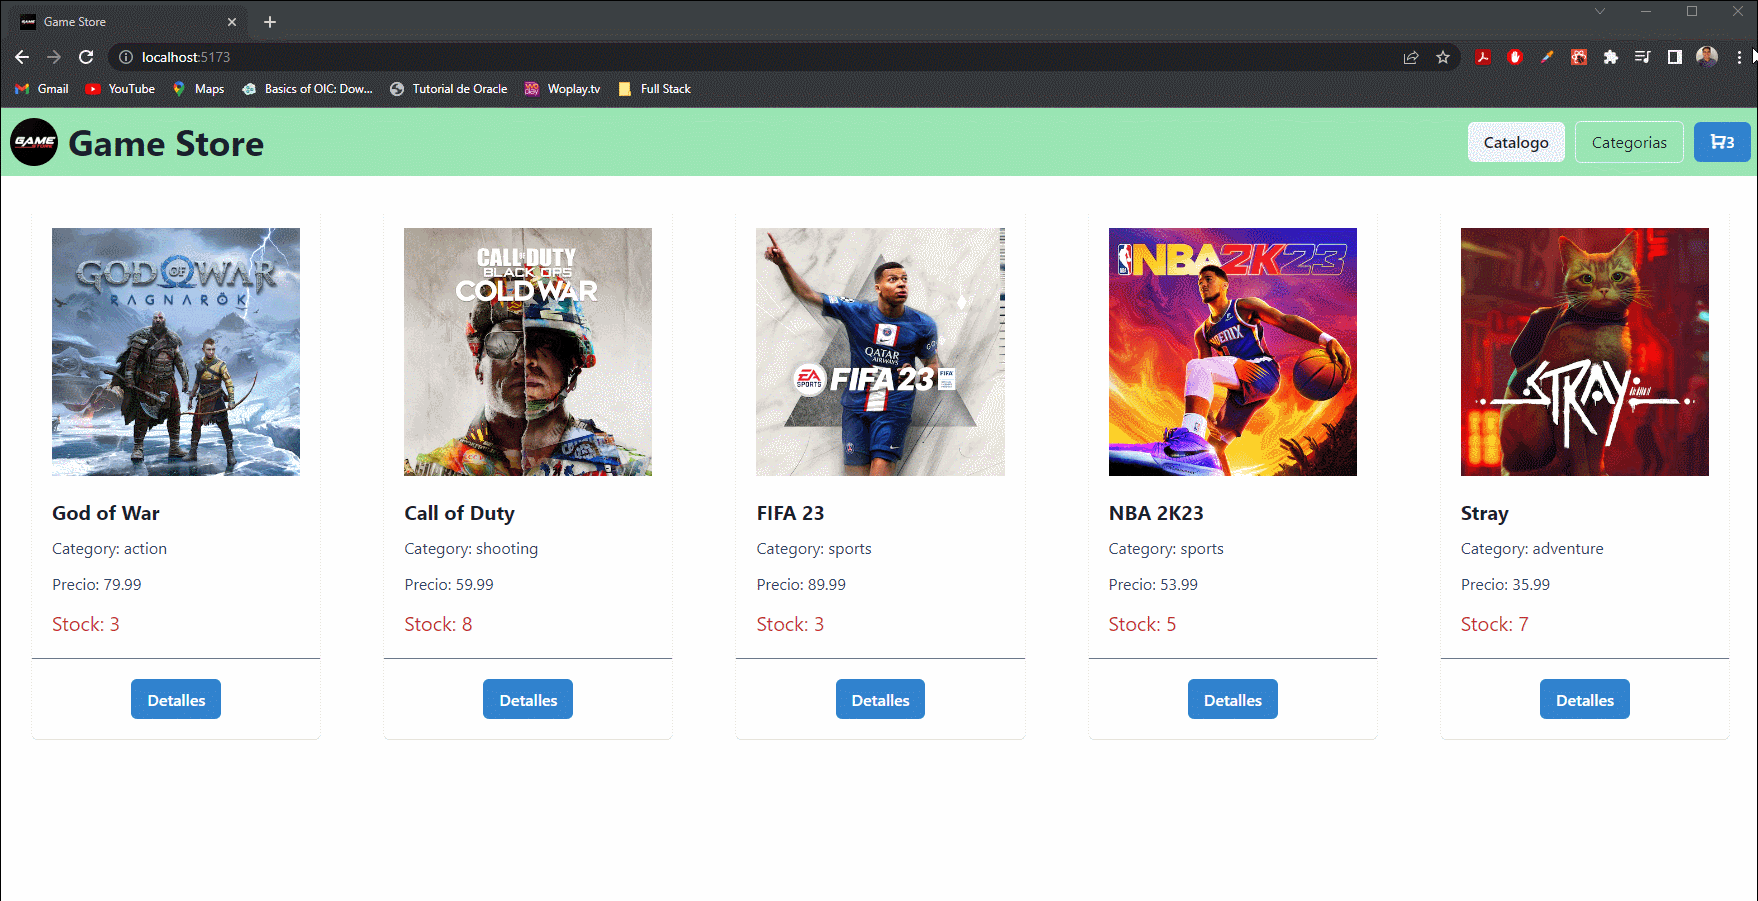 Game Store
localhost:5173
Gmail
YouTube
Maps
Basics of OIC: Dow...
Tutorial de Oracle
Woplay.tv
Full Stack
GAME
STORE
Game Store
Catalogo
Categorias
3
GOD OF WAR
RAGNARÖK
CALL OF DUTY
BLACK OPS
COLD WAR
QATAR
AIRWAYS
EA
SPORTS
FIFA 23
FIFA
NBA 2K23
PHOENIX
STRAY
God of War
Call of Duty
FIFA 23
NBA 2K23
Stray
Category: action
Category: shooting
Category: sports
Category: sports
Category: adventure
Precio: 79.99
Precio: 59.99
Precio: 89.99
Precio: 53.99
Precio: 35.99
Stock: 3
Stock: 8
Stock: 3
Stock: 5
Stock: 7
Detalles
Detalles
Detalles
Detalles
Detalles